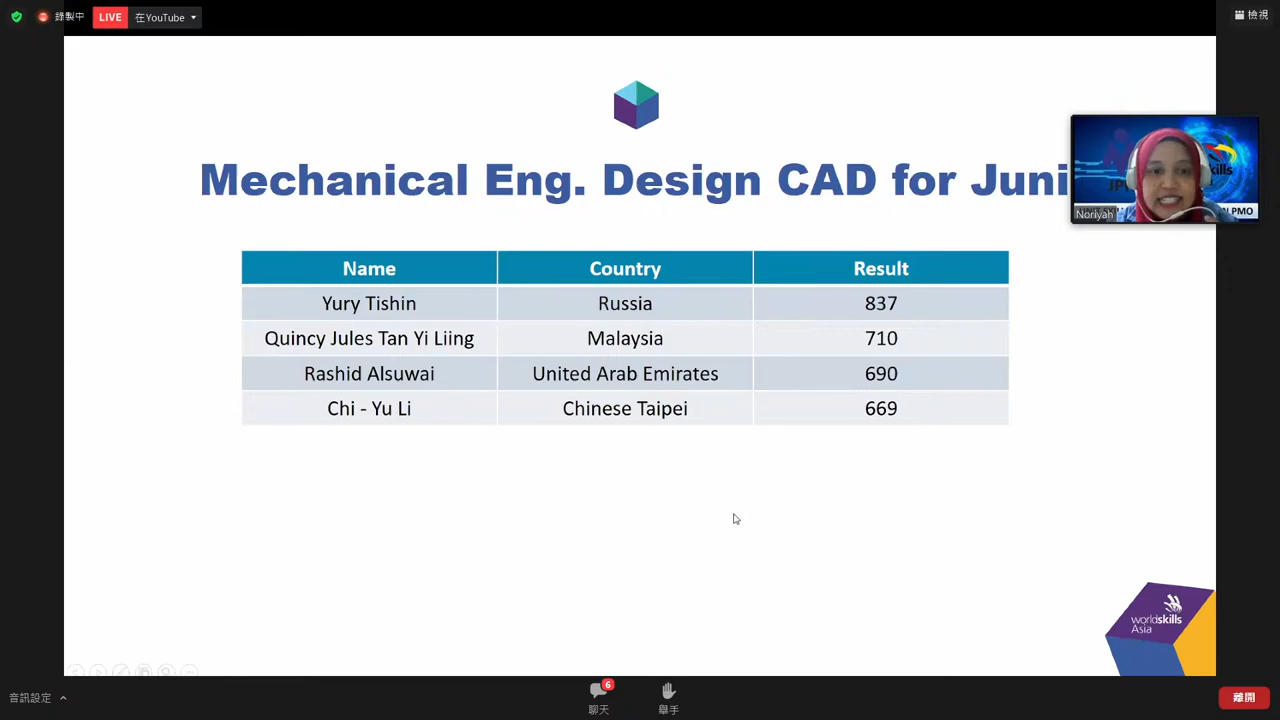 錄製中
LIVE
在YouTube
檢視
Mechanical Eng. Design CAD for Juni
Noriyah
PMO
Name Country Result
Yury Tishin Russia 837
Quincy Jules Tan Yi Liing Malaysia 710
Rashid Alsuwai United Arab Emirates 690
Chi - Yu Li Chinese Taipei 669
worldskills
Asia
音訊設定
6
聊天
舉手
離開